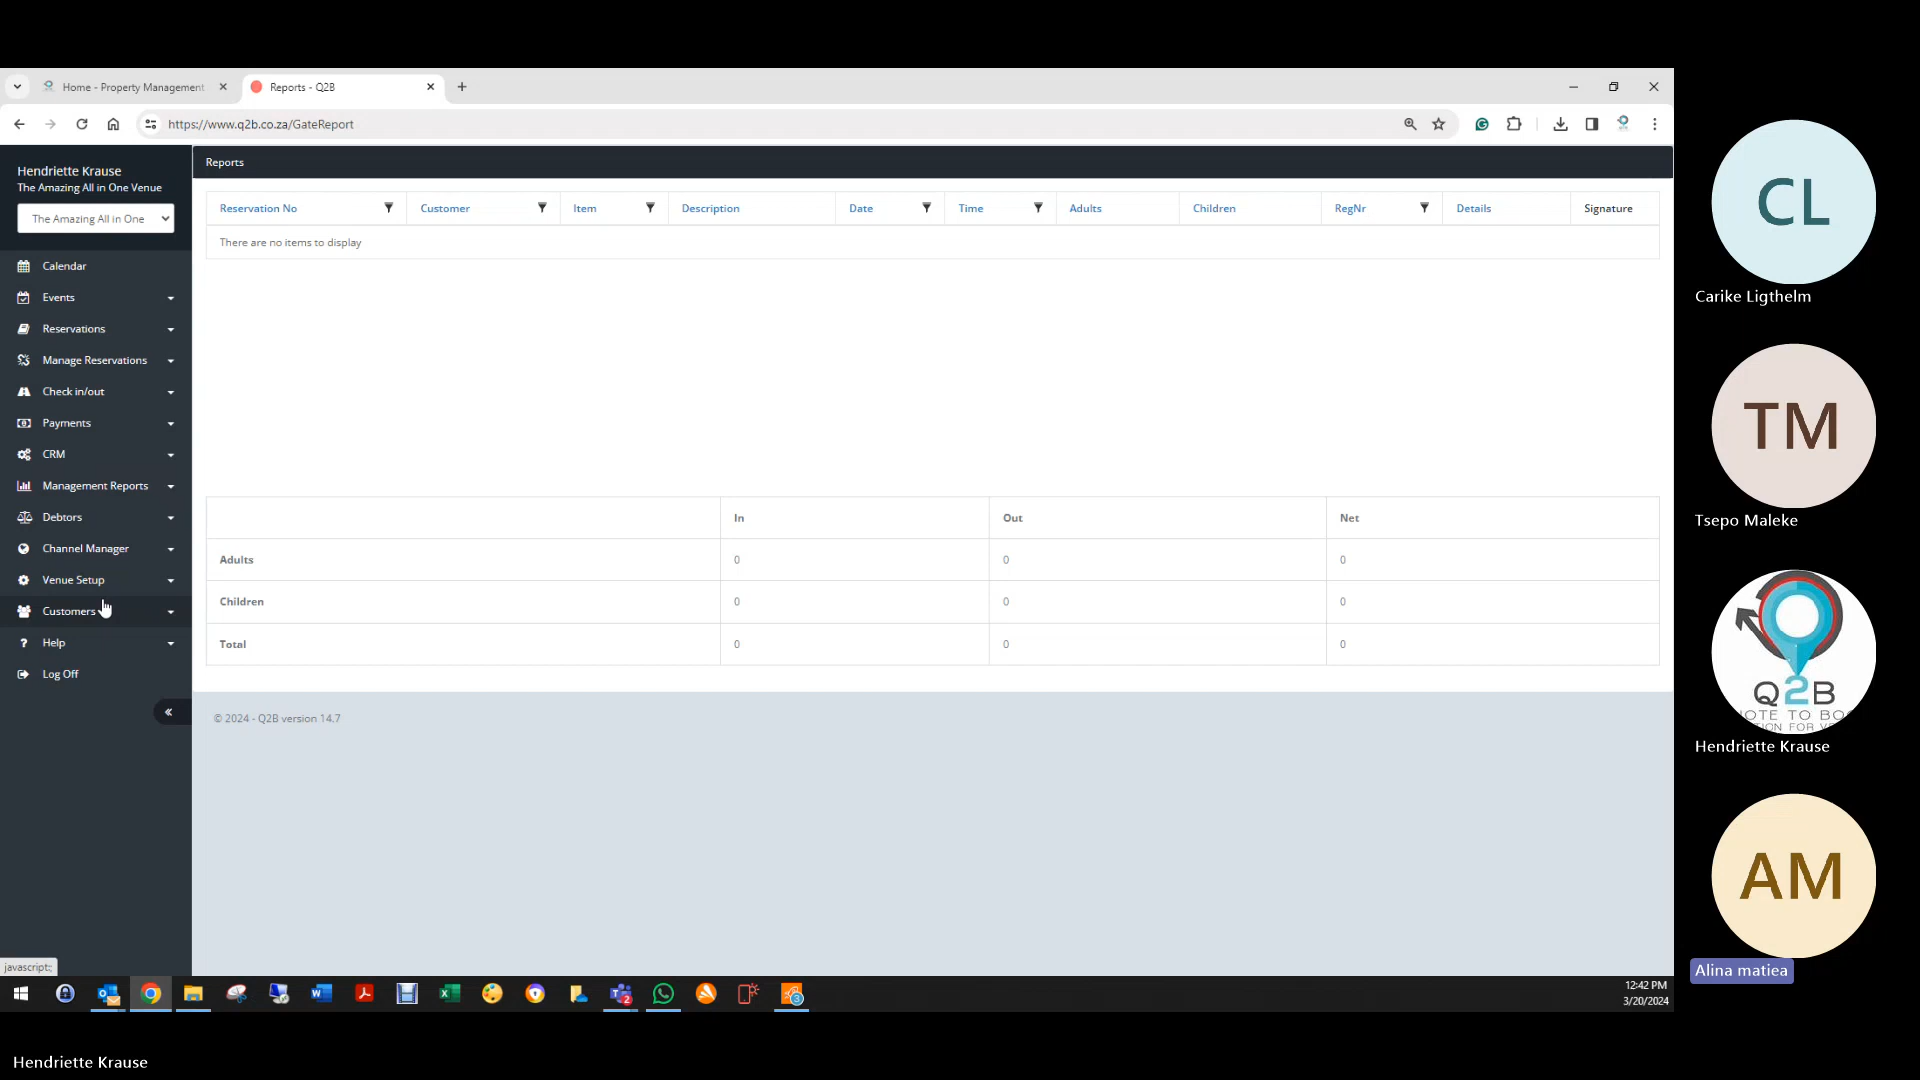 Home - Property Management
Reports - Q2B
https://www.q2b.co.za/GateReport
Hendriette Krause
The Amazing All in One Venue
The Amazing All in One
Calendar
Events
Reservations
Manage Reservations
Check in/out
Payments
CRM
Management Reports
Debtors
Channel Manager
Venue Setup
Customers
? Help
Log Off
«
javascript:;
Reports
Reservation No Customer Item Description Date Time Adults Children RegNr Details Signature
There are no items to display
In Out Net
Adults 0 0 0
Children 0 0 0
Total 0 0 0
© 2024 - Q2B version 14.7
12:42 PM
3/20/2024
CL
Carike Ligthelm
TM
Tsepo Maleke
Q2B
Hendriette Krause
AM
Alina matiea
Hendriette Krause